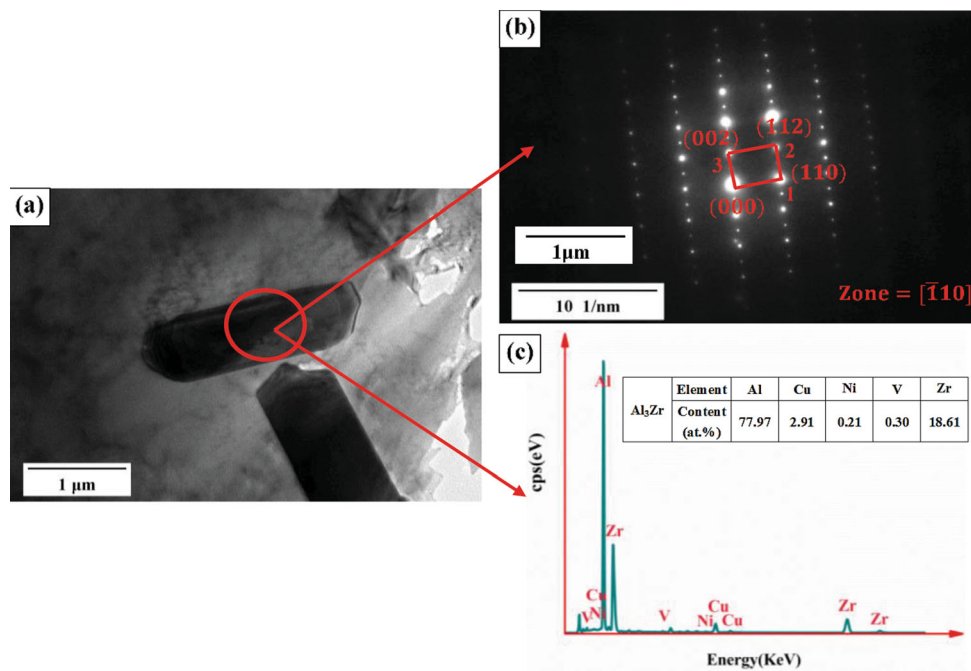 (a)
1 μm
(b)
(002)
(112)
3
2
(110)
1
(000)
1μm
10 1/nm
Zone = [1̅10]
(c)
cps(eV)
Al
Zr
Cu
V
Ni
V
Ni
Cu
Cu
Zr
Zr
Al₃Zr
Element Al Cu Ni V Zr
Content (at.%) 77.97 2.91 0.21 0.30 18.61
Energy(KeV)